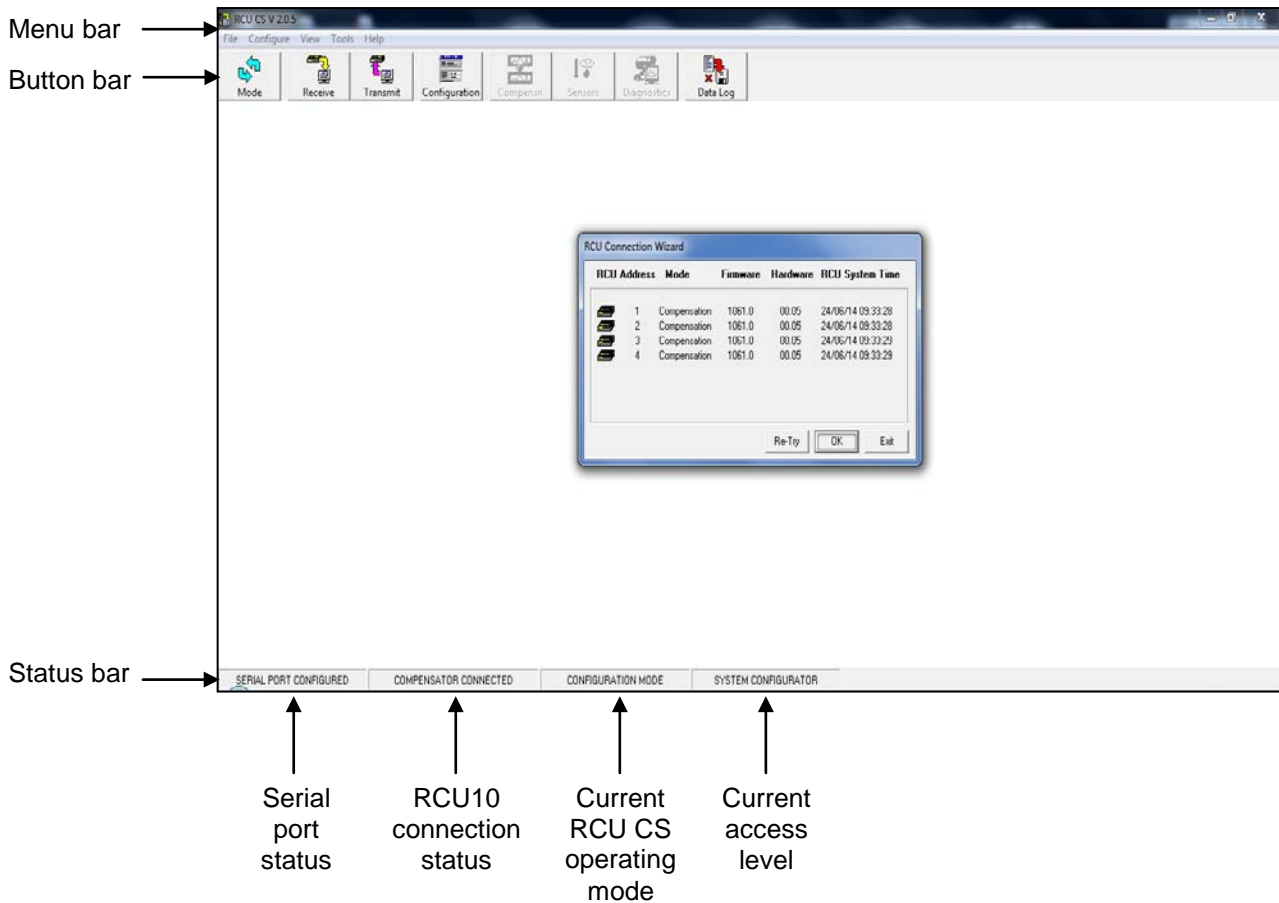 RCU CS V 2.0.5
Menu bar
File Configure View Tools Help
Button bar
Mode Receive Transmit Configuration Compensn Sensors Diagnostics Data Log
RCU Connection Wizard
RCU Address Mode Firmware Hardware RCU System Time
1 Compensation 1061.0 00.05 24/06/14 09:33:28
2 Compensation 1061.0 00.05 24/06/14 09:33:28
3 Compensation 1061.0 00.05 24/06/14 09:33:29
4 Compensation 1061.0 00.05 24/06/14 09:33:29
Re-Try OK Exit
Status bar
SERIAL PORT CONFIGURED COMPENSATOR CONNECTED CONFIGURATION MODE SYSTEM CONFIGURATOR
Serial
port
status
RCU10
connection
status
Current
RCU CS
operating
mode
Current
access
level